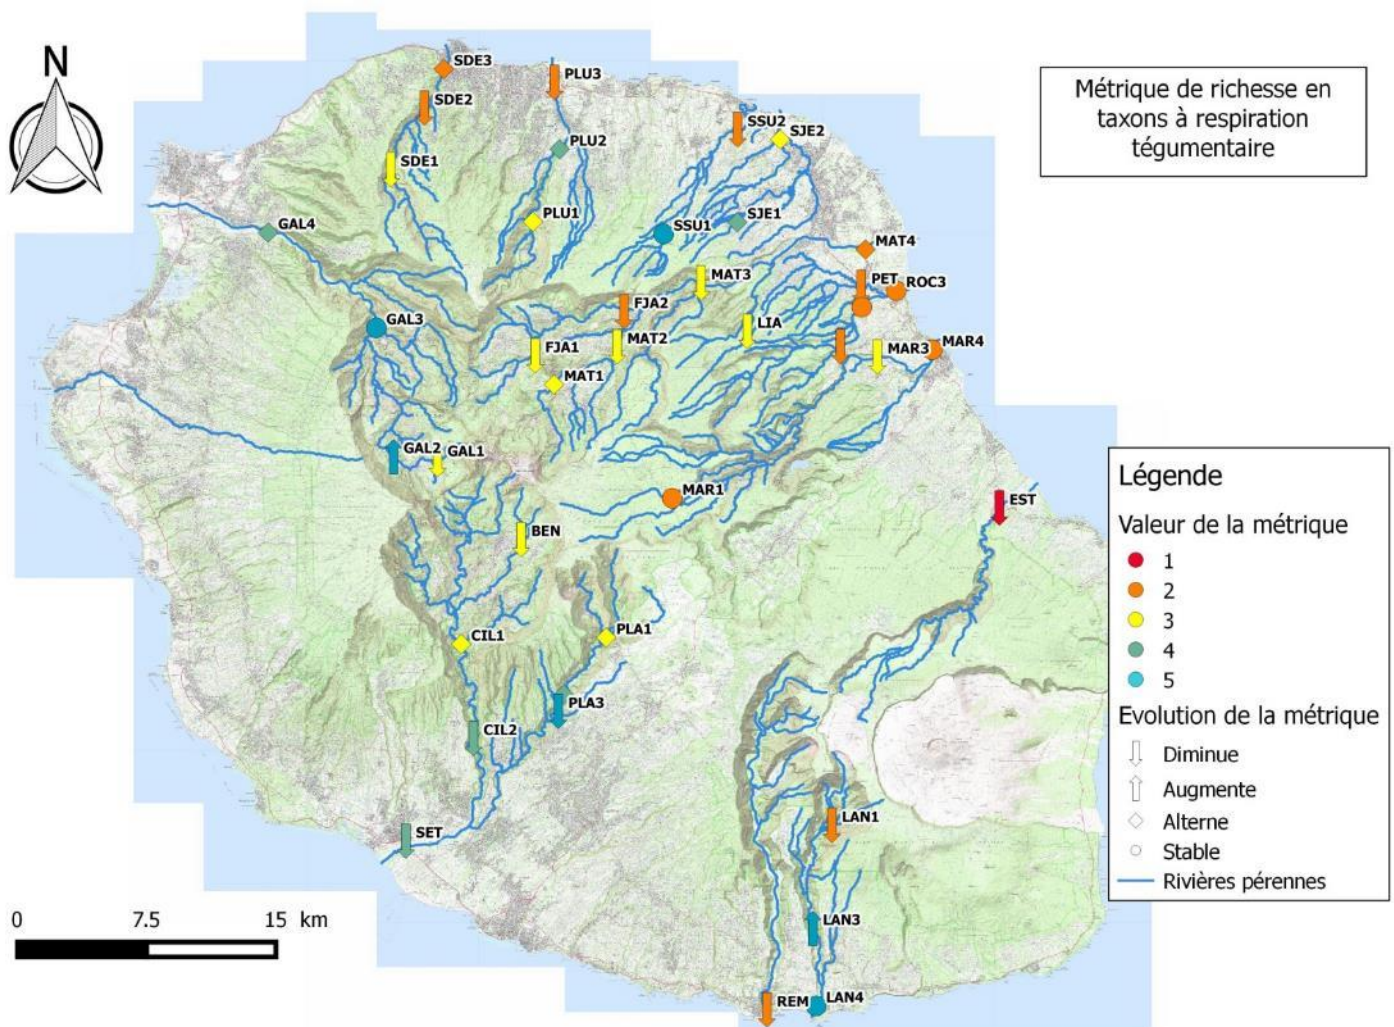 N
SDE3
PLU3
SDE2
SSU2
SJE2
PLU2
SDE1
PLU1
SJE1
SSU1
GAL4
MAT4
MAT3
PET
ROC3
FJA2
LIA
GAL3
FJA1
MAT2
MAR3
MAR4
MAT1
GAL2
GAL1
MAR1
EST
BEN
CIL1
PLA1
PLA3
CIL2
SET
LAN1
LAN3
REM
LAN4
0 7.5 15 km
Métrique de richesse en
taxons à respiration
tégumentaire
Légende
Valeur de la métrique
1
2
3
4
5
Evolution de la métrique
Diminue
Augmente
Alterne
Stable
Rivières pérennes